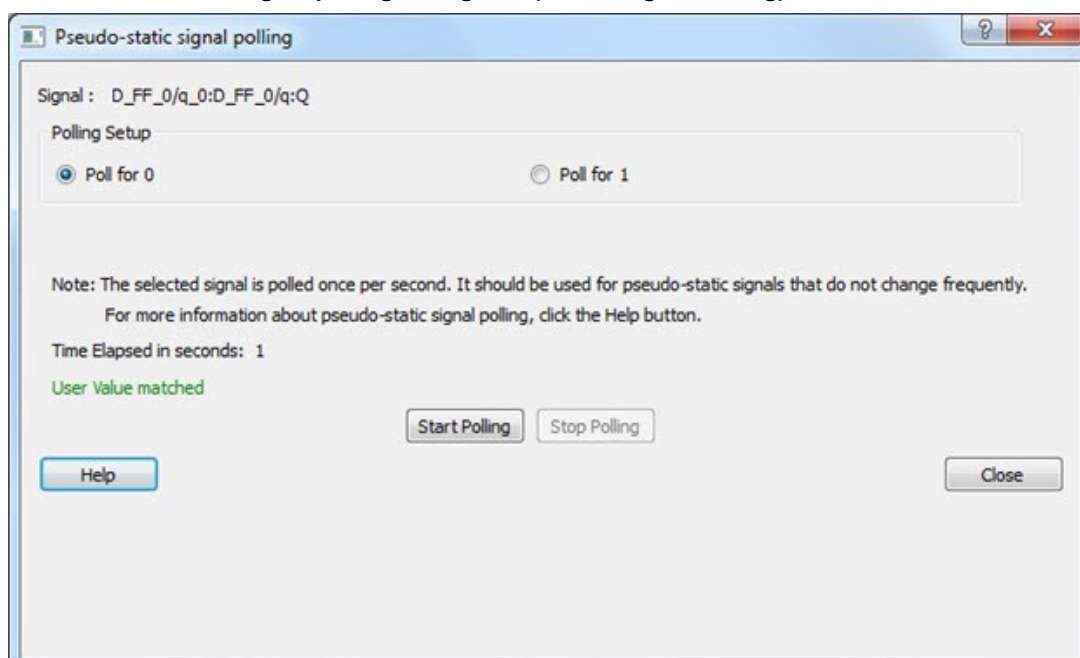 Pseudo-static signal polling
Signal : D_FF_0/q_0:D_FF_0/q:Q
Polling Setup
Poll for 0 Poll for 1
Note: The selected signal is polled once per second. It should be used for pseudo-static signals that do not change frequently.
For more information about pseudo-static signal polling, click the Help button.
Time Elapsed in seconds: 1
User Value matched
Start Polling Stop Polling
Help Close